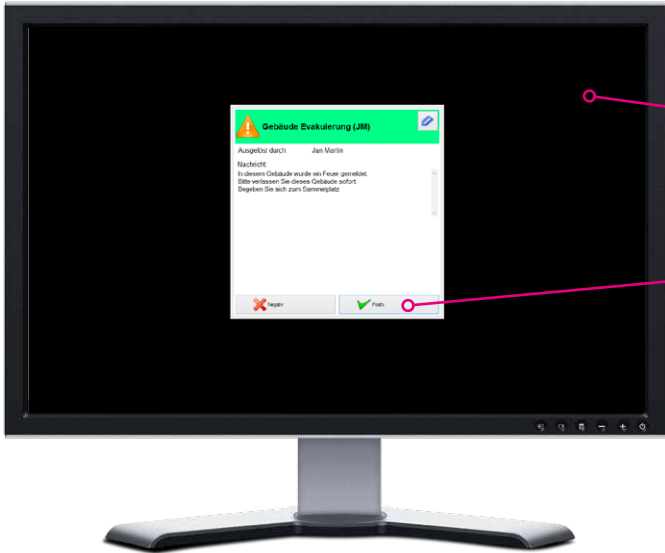 Gebäude Evakuierung (JM)
Ausgelöst durch: Jan Martin
Nachricht:
In diesem Gebäude wurde ein Feuer gemeldet.
Bitte verlassen Sie dieses Gebäude sofort.
Begeben Sie sich zum Sammelplatz
Negativ
Positiv